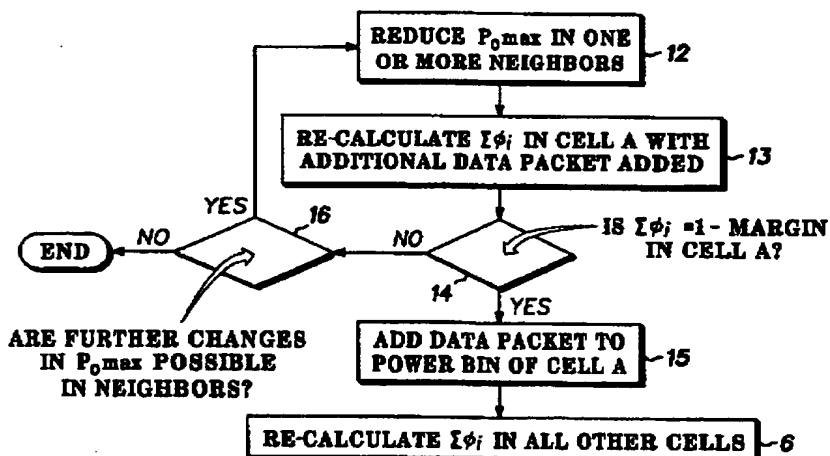 REDUCE P₀max IN ONE
OR MORE NEIGHBORS
12
RE-CALCULATE Σϕᵢ IN CELL A WITH
ADDITIONAL DATA PACKET ADDED
13
YES
16
IS Σϕᵢ =1- MARGIN
IN CELL A?
END
NO
NO
14
YES
ARE FURTHER CHANGES
IN P₀max POSSIBLE
IN NEIGHBORS?
ADD DATA PACKET TO
POWER BIN OF CELL A
15
RE-CALCULATE Σϕᵢ IN ALL OTHER CELLS
6